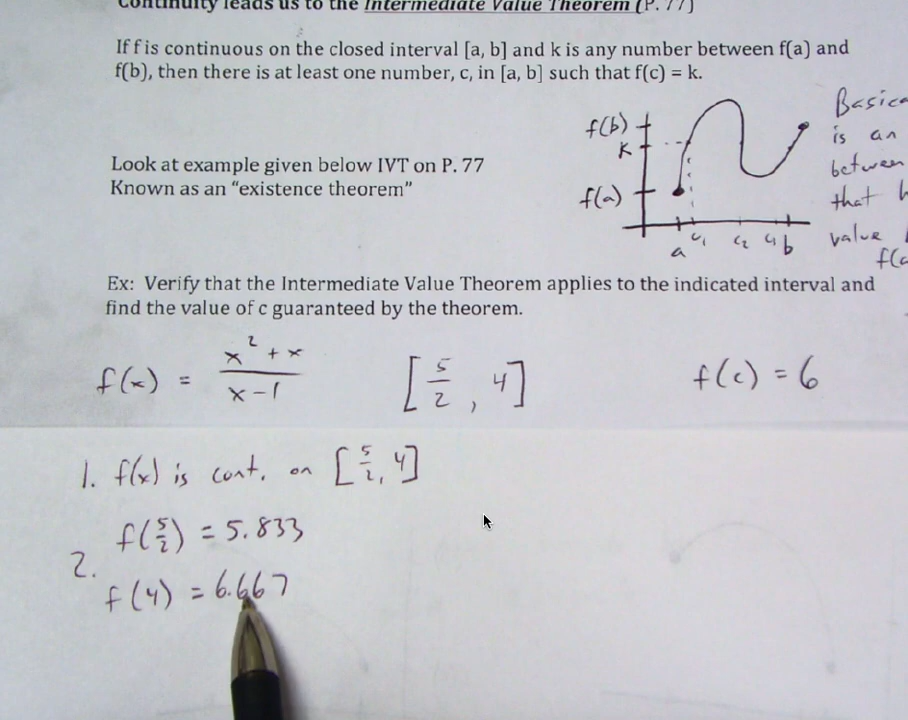 Continuity leads us to the Intermediate Value Theorem (P. 77)
If f is continuous on the closed interval [a, b] and k is any number between f(a) and
f(b), then there is at least one number, c, in [a, b] such that f(c) = k.
Look at example given below IVT on P. 77
Known as an "existence theorem"
f(b)
K
f(a)
a c₁ c₂ b
is an
between
that
value
f(
Ex: Verify that the Intermediate Value Theorem applies to the indicated interval and
find the value of c guaranteed by the theorem.
f(x) = (x² + x)/(x - 1) [5/2, 4] f(c) = 6
1. f(x) is cont. on [5/2, 4]
2. f(5/2) = 5.833
f(4) = 6.667